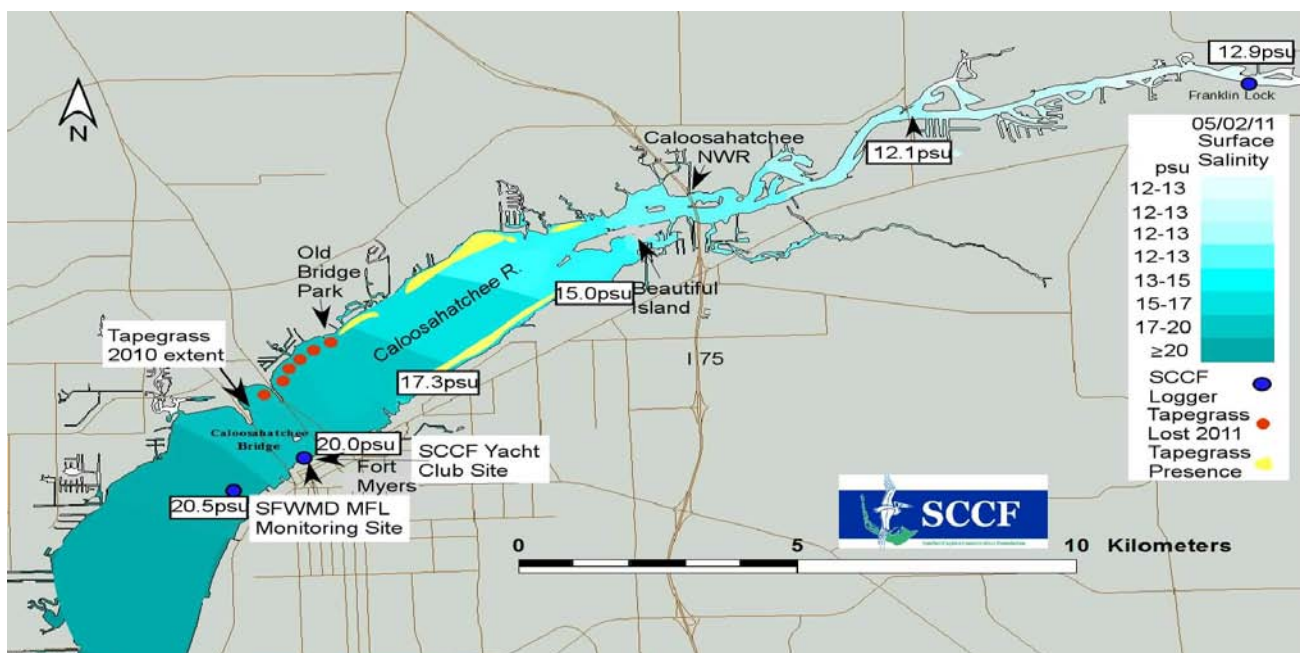 12.9psu
Franklin Lock
N
Caloosahatchee
NWR
12.1psu
05/02/11
Surface
Salinity
psu
12-13
12-13
12-13
12-13
13-15
15-17
17-20
≥20
SCCF
Logger
Tapegrass
Lost 2011
Tapegrass
Presence
Old
Bridge
Park
Caloosahatchee R.
15.0psu
Beautiful
Island
Tapegrass
2010 extent
I 75
17.3psu
Caloosahatchee
Bridge
20.0psu
SCCF Yacht
Club Site
Fort
Myers
20.5psu
SFWMD MFL
Monitoring Site
SCCF
0 5 10 Kilometers